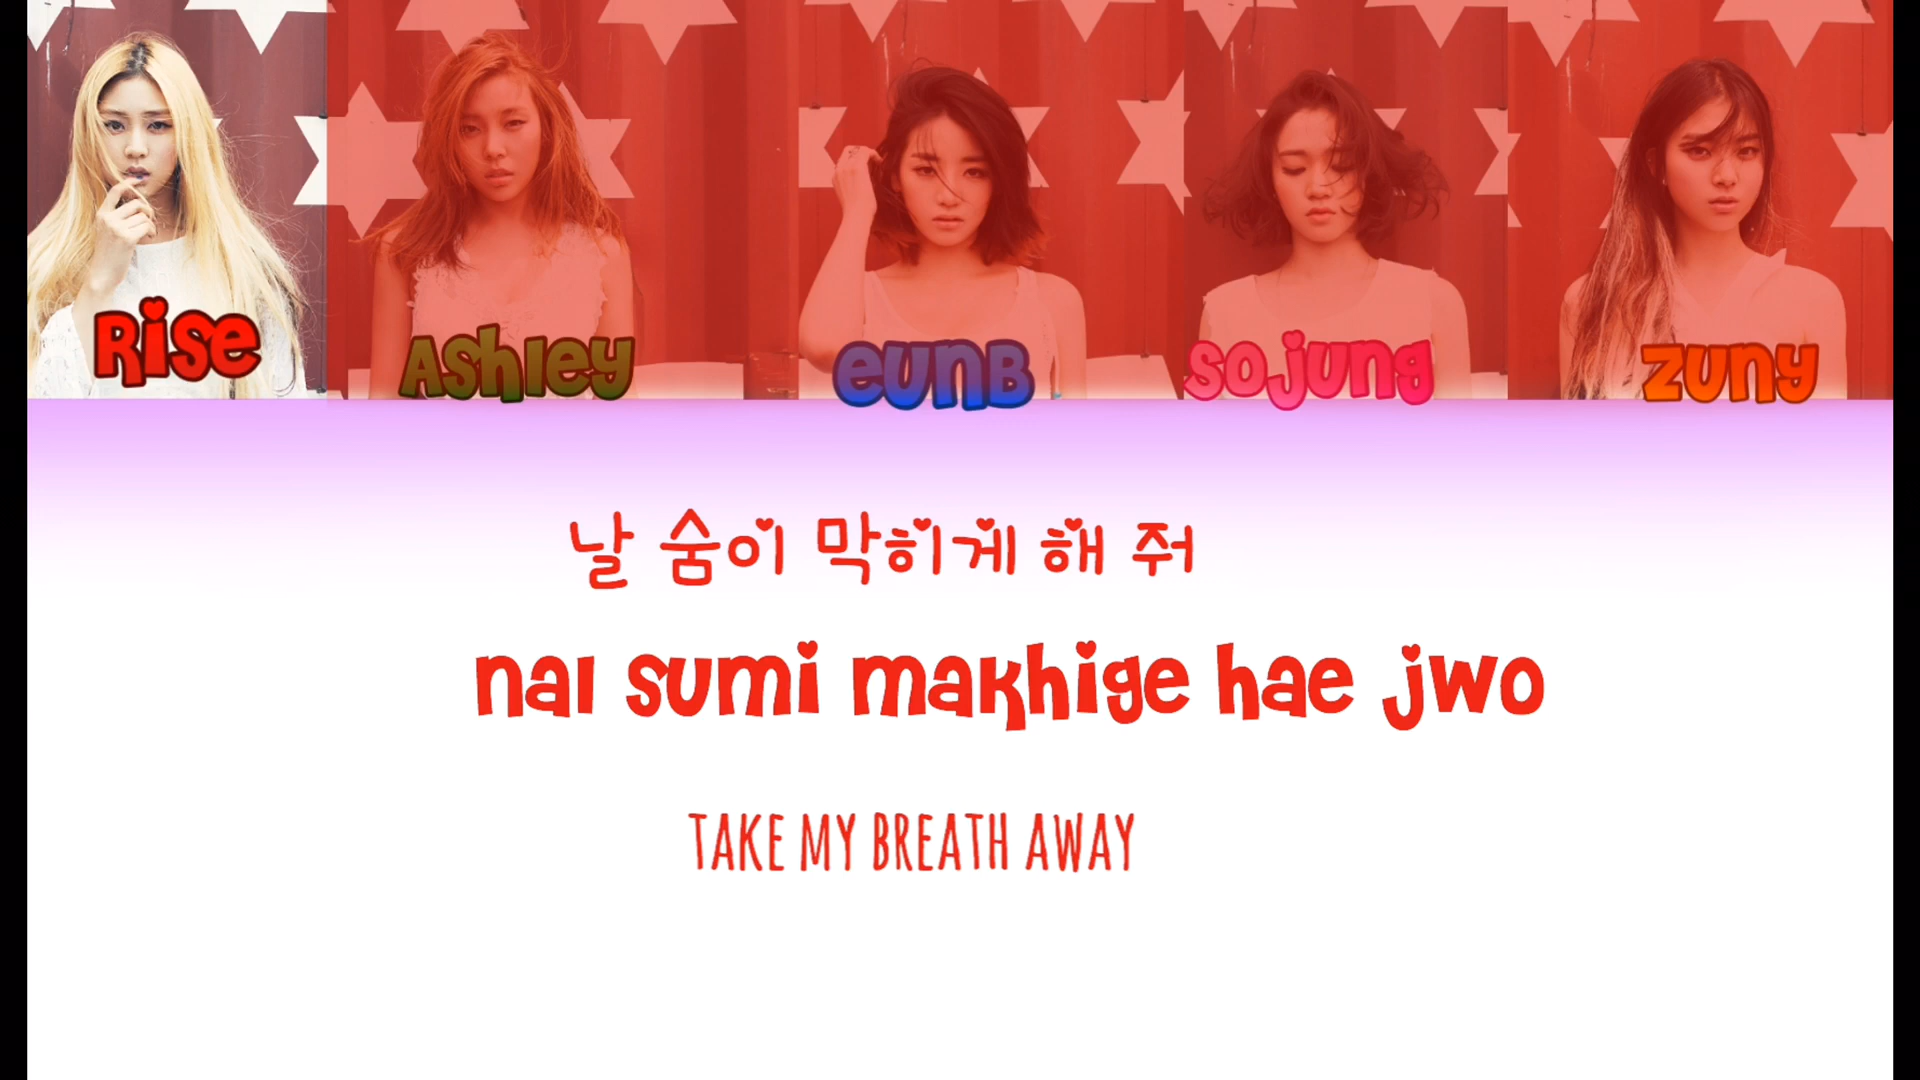 Rise Ashley eunB sojung zuny
날 숨이 막히게 해 줘
nal sumi makhige hae jwo
TAKE MY BREATH AWAY